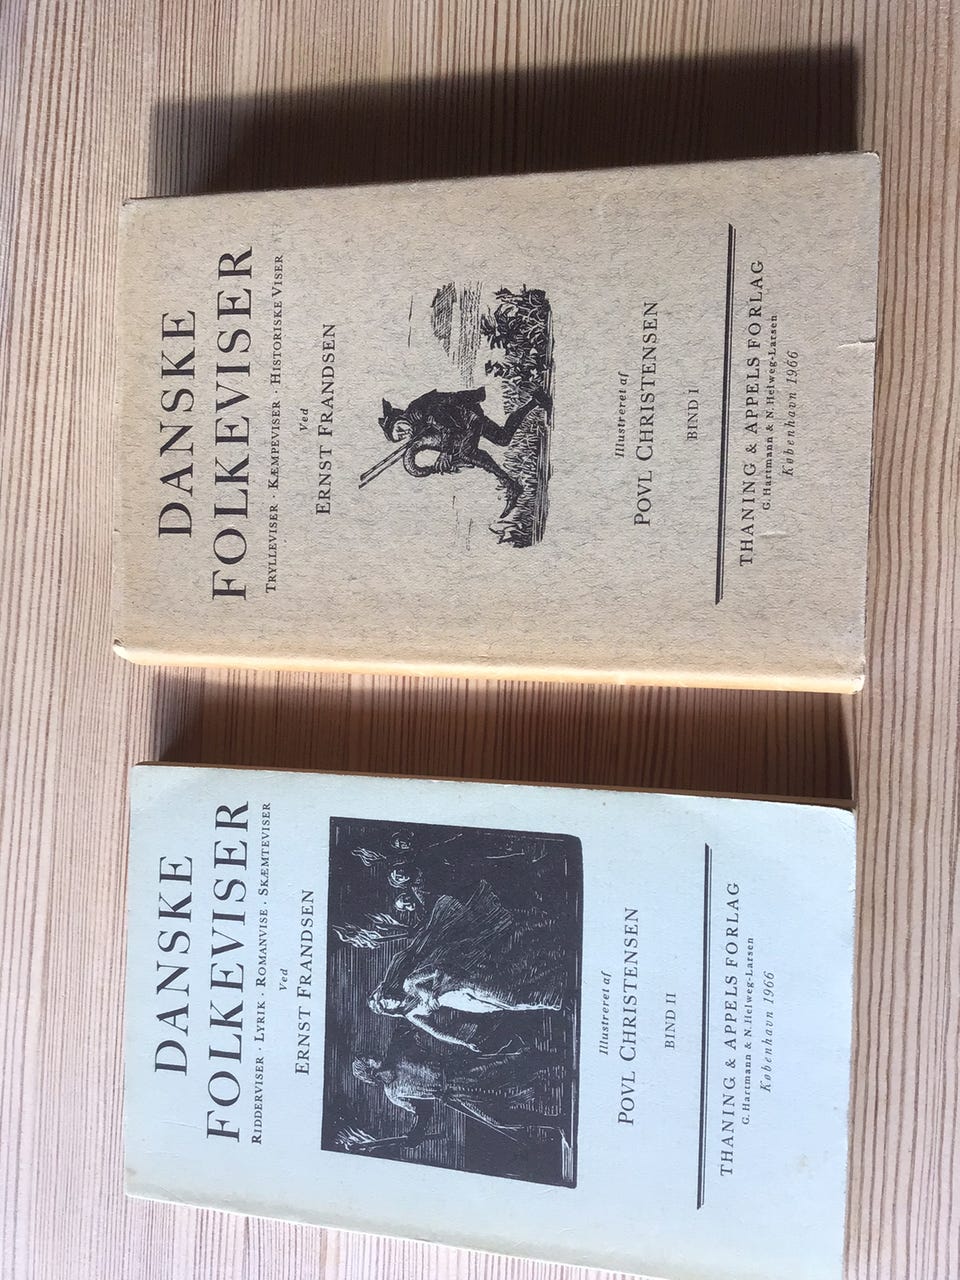 DANSKE
FOLKEVISER
TRYLLEVISER · KÆMPEVISER · HISTORISKE VISER
Ved
ERNST FRANDSEN
Illustreret af
POVL CHRISTENSEN
BIND I
THANING & APPELS FORLAG
G. Hartmann & N. Helweg-Larsen
København 1966
DANSKE
FOLKEVISER
RIDDERVISER · LYRIK · ROMANVISE · SKÆMTEVISER
Ved
ERNST FRANDSEN
Illustreret af
POVL CHRISTENSEN
BIND II
THANING & APPELS FORLAG
G. Hartmann & N. Helweg-Larsen
København 1966